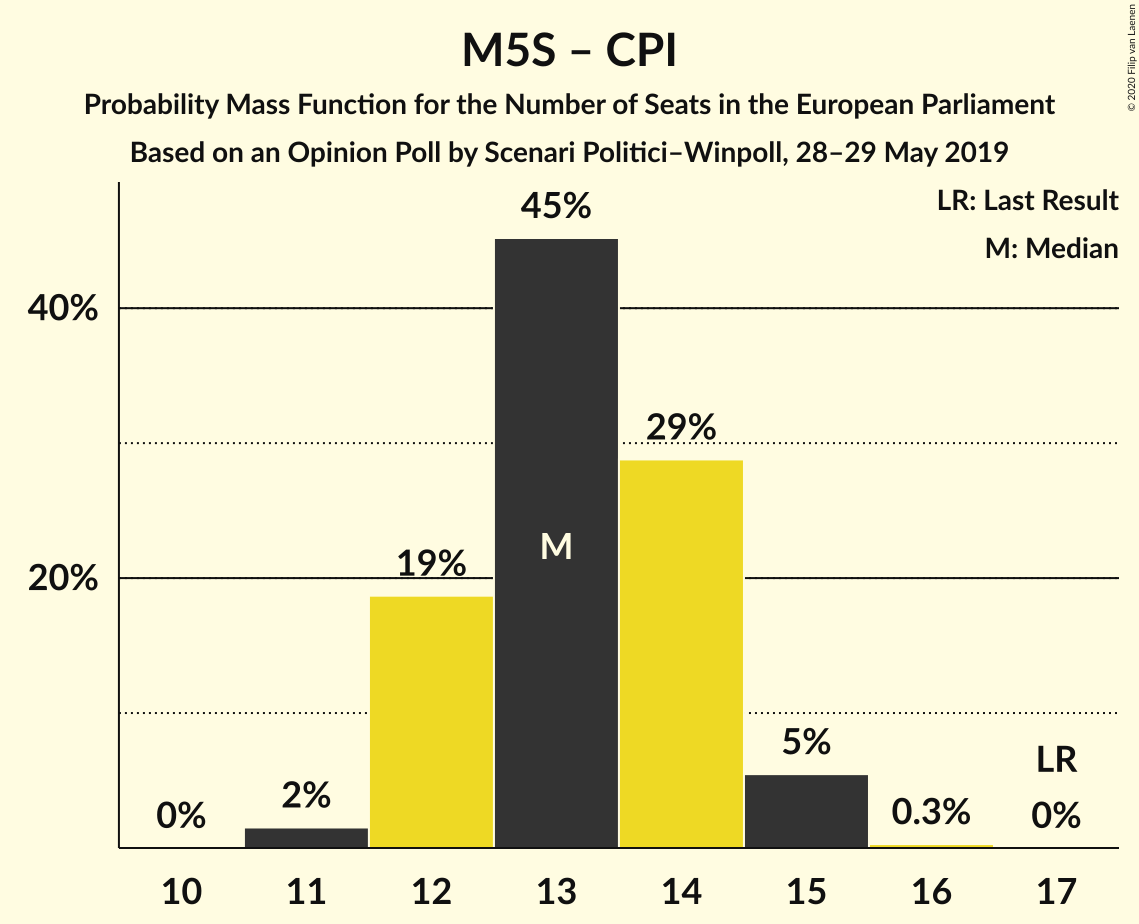 M5S – CPI
Probability Mass Function for the Number of Seats in the European Parliament
Based on an Opinion Poll by Scenari Politici–Winpoll, 28–29 May 2019
© 2020 Filip van Laenen
LR: Last Result
M: Median
45%
40%
29%
M
19%
20%
5%
LR
2%
0%
0.3%
0%
10 11 12 13 14 15 16 17